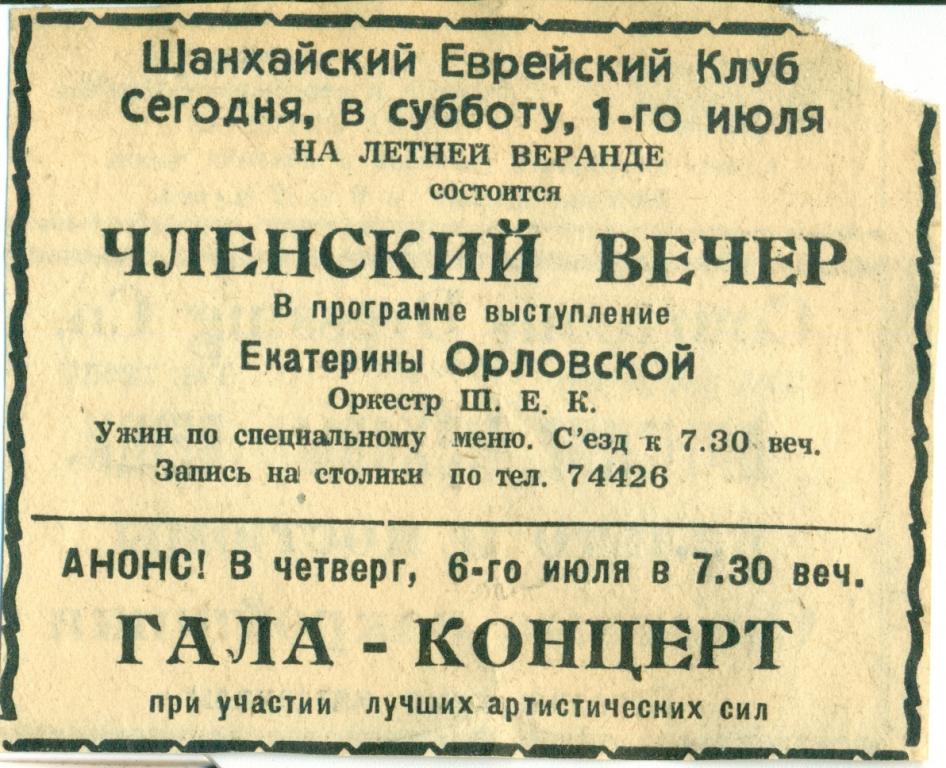 Шанхайский Еврейский Клуб
Сегодня, в субботу, 1-го июля
НА ЛЕТНЕЙ ВЕРАНДЕ
состоится
ЧЛЕНСКИЙ ВЕЧЕР
В программе выступление
Екатерины Орловской
Оркестр Ш. Е. К.
Ужин по специальному меню. С'езд к 7.30 веч.
Запись на столики по тел. 74426
АНОНС! В четверг, 6-го июля в 7.30 веч.
ГАЛА - КОНЦЕРТ
при участии лучших артистических сил